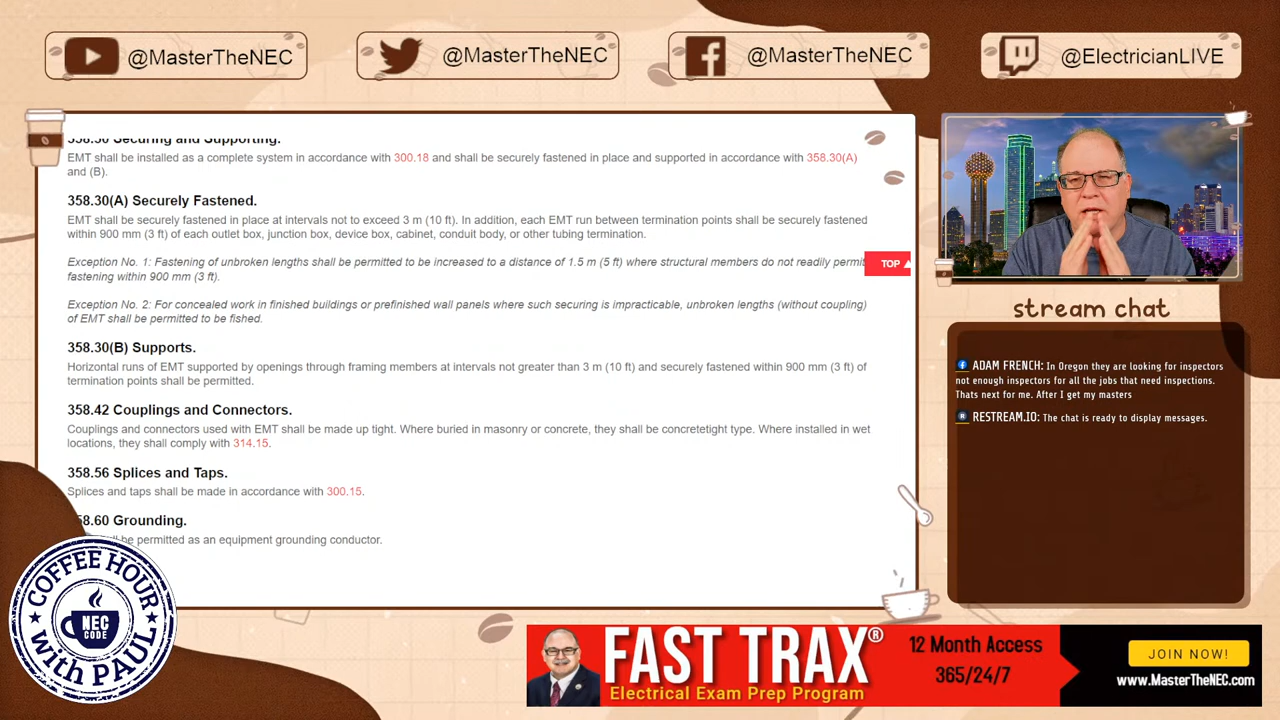 @MasterTheNEC
@MasterTheNEC
@MasterTheNEC
@ElectricianLIVE
358.30 Securing and Supporting.
EMT shall be installed as a complete system in accordance with 300.18 and shall be securely fastened in place and supported in accordance with 358.30(A)
and (B).
358.30(A) Securely Fastened.
EMT shall be securely fastened in place at intervals not to exceed 3 m (10 ft). In addition, each EMT run between termination points shall be securely fastened
within 900 mm (3 ft) of each outlet box, junction box, device box, cabinet, conduit body, or other tubing termination.
Exception No. 1: Fastening of unbroken lengths shall be permitted to be increased to a distance of 1.5 m (5 ft) where structural members do not readily permit
fastening within 900 mm (3 ft).
TOP
Exception No. 2: For concealed work in finished buildings or prefinished wall panels where such securing is impracticable, unbroken lengths (without coupling)
of EMT shall be permitted to be fished.
358.30(B) Supports.
Horizontal runs of EMT supported by openings through framing members at intervals not greater than 3 m (10 ft) and securely fastened within 900 mm (3 ft) of
termination points shall be permitted.
358.42 Couplings and Connectors.
Couplings and connectors used with EMT shall be made up tight. Where buried in masonry or concrete, they shall be concretetight type. Where installed in wet
locations, they shall comply with 314.15.
358.56 Splices and Taps.
Splices and taps shall be made in accordance with 300.15.
58.60 Grounding.
be permitted as an equipment grounding conductor.
stream chat
ADAM FRENCH: In Oregon they are looking for inspectors
not enough inspectors for all the jobs that need inspections.
Thats next for me. After I get my masters
RESTREAM.IO: The chat is ready to display messages.
COFFEE HOUR
NEC
CODE
with PAUL
FAST TRAX®
Electrical Exam Prep Program
12 Month Access
365/24/7
JOIN NOW!
www.MasterTheNEC.com